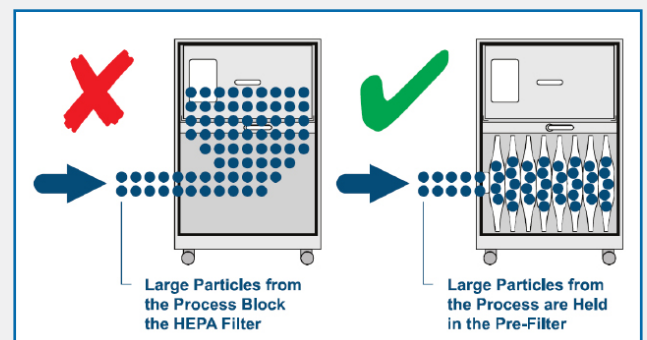 Large Particles from
the Process Block
the HEPA Filter
Large Particles from
the Process are Held
in the Pre-Filter